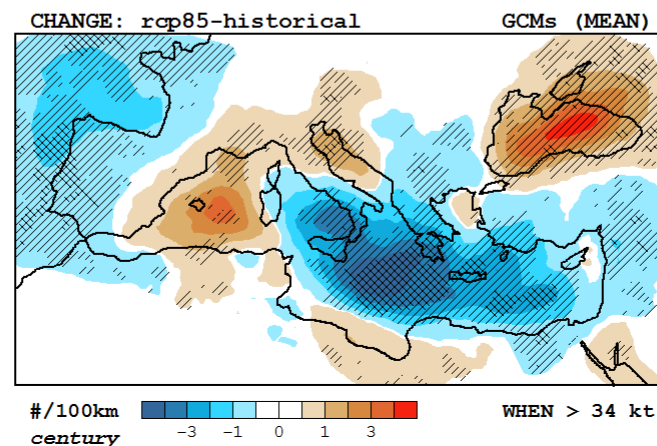 CHANGE: rcp85-historical GCMs (MEAN)
#/100km WHEN > 34 kt
century -3 -1 0 1 3